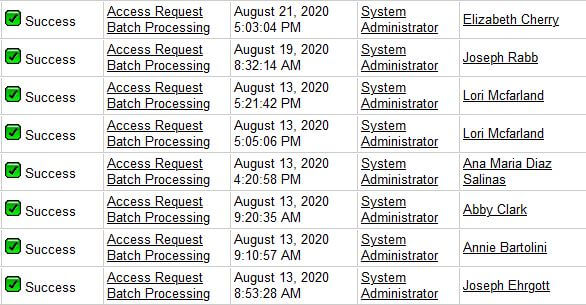 Success Access Request August 21, 2020 System Elizabeth Cherry
Batch Processing 5:03:04 PM Administrator
Success Access Request August 19, 2020 System Joseph Rabb
Batch Processing 8:32:14 AM Administrator
Success Access Request August 13, 2020 System Lori Mcfarland
Batch Processing 5:21:42 PM Administrator
Success Access Request August 13, 2020 System Lori Mcfarland
Batch Processing 5:05:06 PM Administrator
Success Access Request August 13, 2020 System Ana Maria Diaz
Batch Processing 4:20:58 PM Administrator Salinas
Success Access Request August 13, 2020 System Abby Clark
Batch Processing 9:20:35 AM Administrator
Success Access Request August 13, 2020 System Annie Bartolini
Batch Processing 9:10:57 AM Administrator
Success Access Request August 13, 2020 System Joseph Ehrgott
Batch Processing 8:53:28 AM Administrator